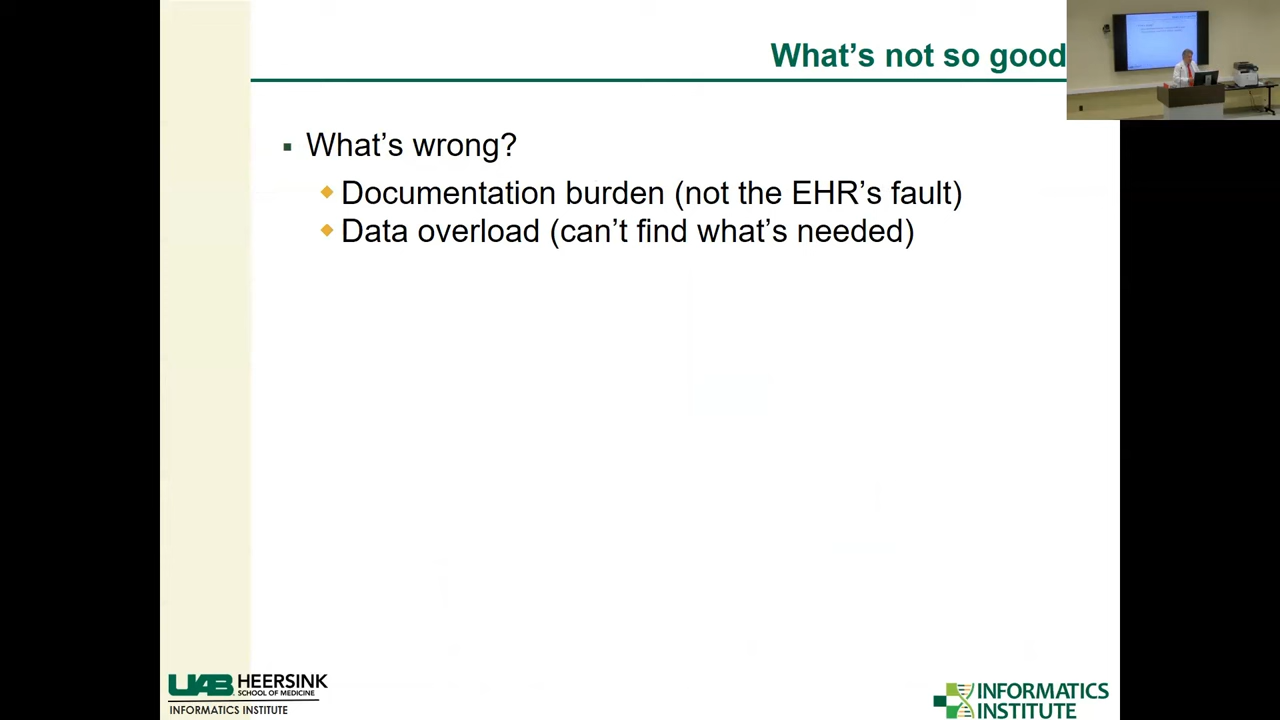 What's not so good
What's wrong?
Documentation burden (not the EHR's fault)
Data overload (can't find what's needed)
UAB HEERSINK
SCHOOL OF MEDICINE
INFORMATICS INSTITUTE
INFORMATICS
INSTITUTE